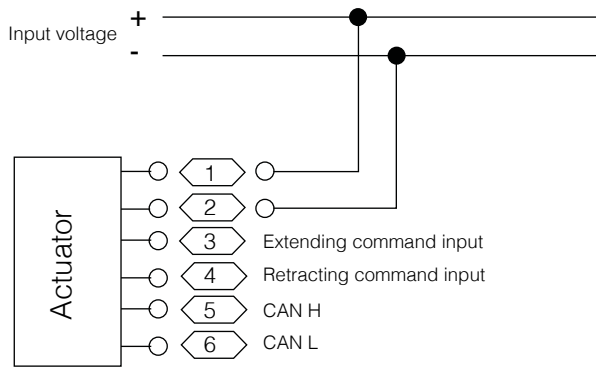 Input voltage
+
-
Actuator
1
2
3 Extending command input
4 Retracting command input
5 CAN H
6 CAN L